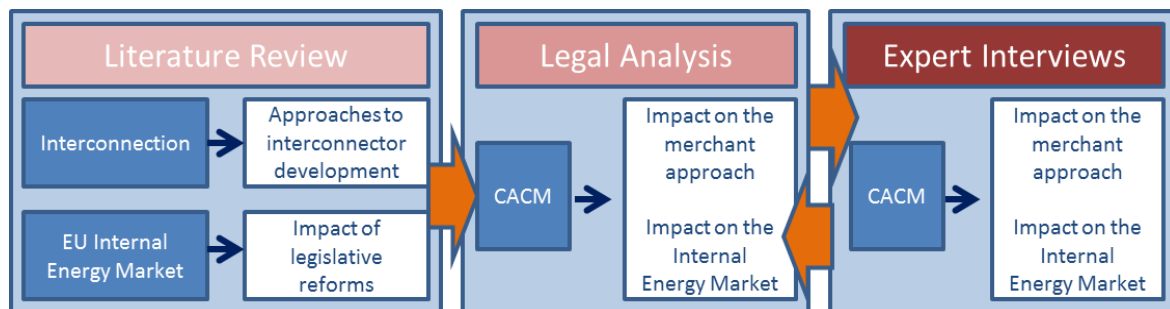 Literature Review
Interconnection
Approaches to
interconnector
development
EU Internal
Energy Market
Impact of
legislative
reforms
Legal Analysis
CACM
Impact on the
merchant
approach
Impact on the
Internal
Energy Market
Expert Interviews
CACM
Impact on the
merchant
approach
Impact on the
Internal
Energy Market